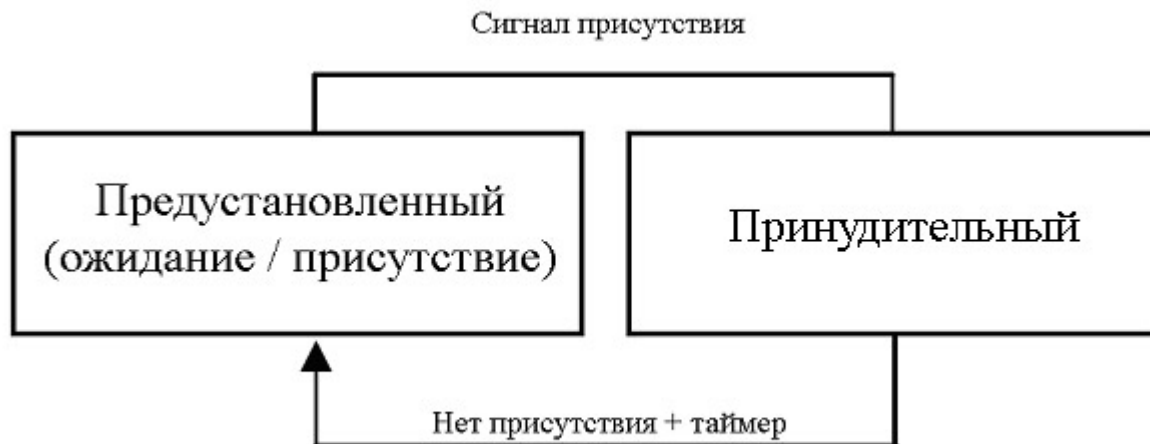 Сигнал присутствия
Предустановленный
(ожидание / присутствие)
Принудительный
Нет присутствия + таймер